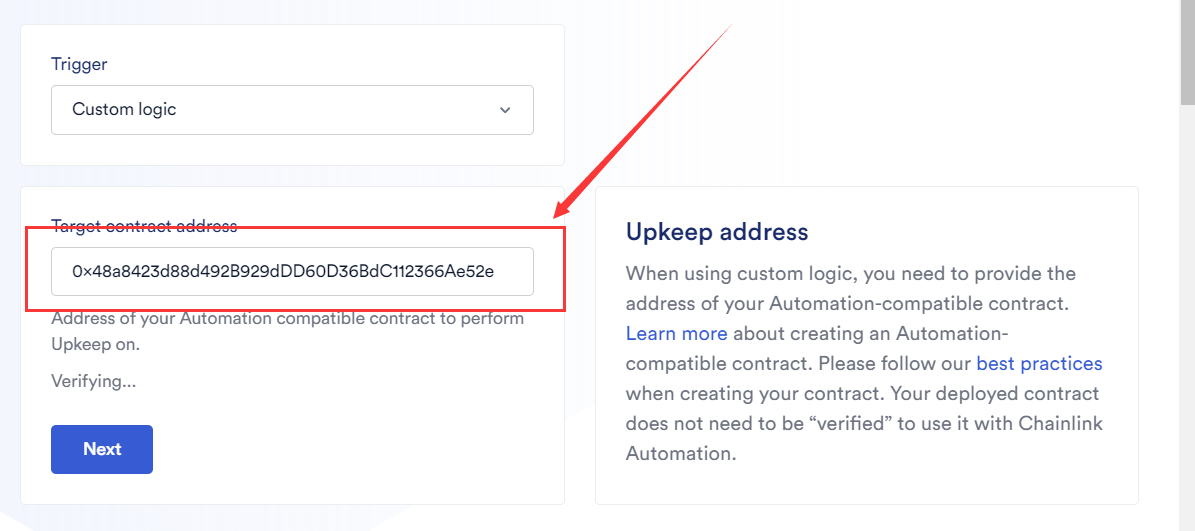 Trigger
Custom logic
Target contract address
0x48a8423d88d492B929dDD60D36BdC112366Ae52e
Address of your Automation compatible contract to perform
Upkeep on.
Verifying...
Next
Upkeep address
When using custom logic, you need to provide the
address of your Automation-compatible contract.
Learn more about creating an Automation-
compatible contract. Please follow our best practices
when creating your contract. Your deployed contract
does not need to be “verified” to use it with Chainlink
Automation.